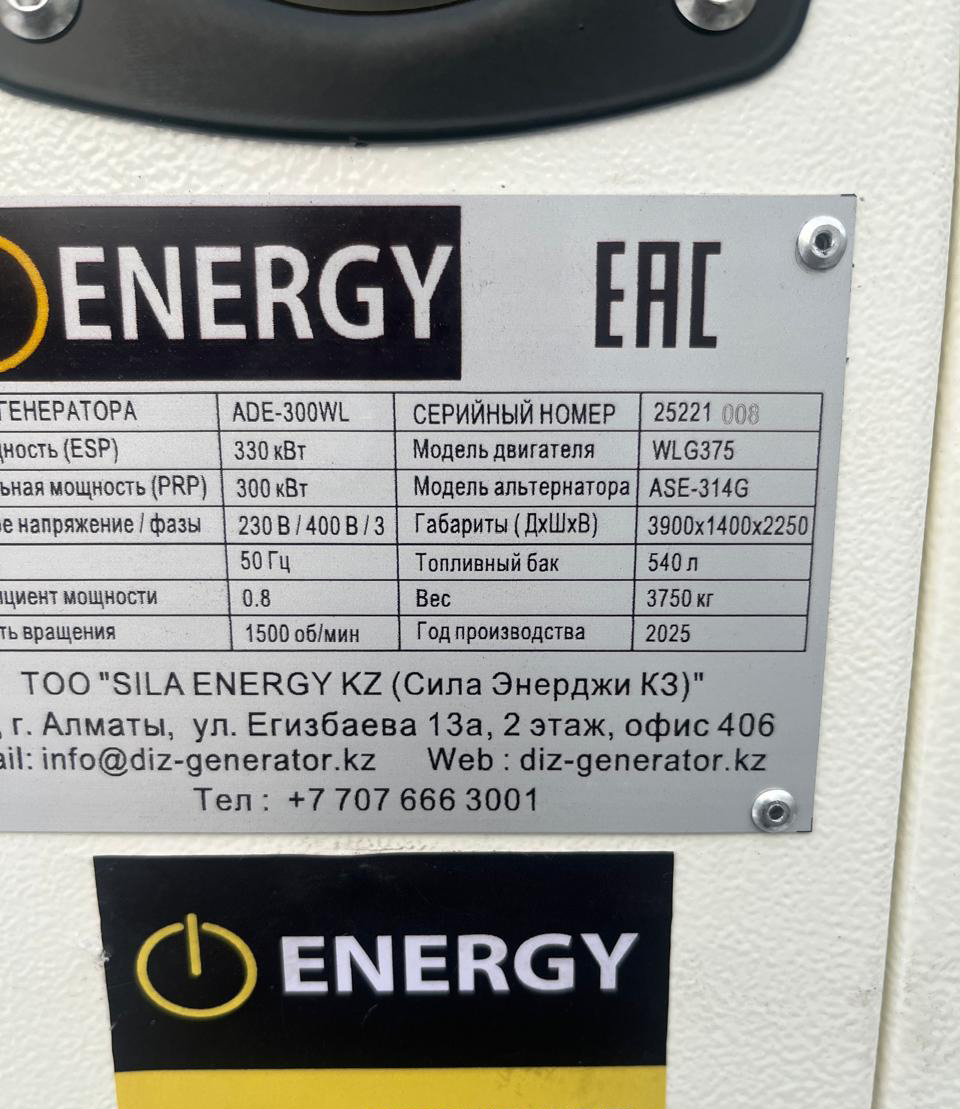 ENERGY
EAC
ГЕНЕРАТОРА ADE-300WL СЕРИЙНЫЙ НОМЕР 25221 008
ность (ESP) 330 кВт Модель двигателя WLG375
ьная мощность (PRP) 300 кВт Модель альтернатора ASE-314G
е напряжение / фазы 230 В / 400 В / 3 Габариты ( ДхШхВ) 3900x1400x2250
50 Гц Топливный бак 540 л
циент мощности 0.8 Вес 3750 кг
ть вращения 1500 об/мин Год производства 2025
ТОО "SILA ENERGY KZ (Сила Энерджи КЗ)"
, г. Алматы, ул. Егизбаева 13а, 2 этаж, офис 406
ail: info@diz-generator.kz Web : diz-generator.kz
Тел : +7 707 666 3001
ENERGY